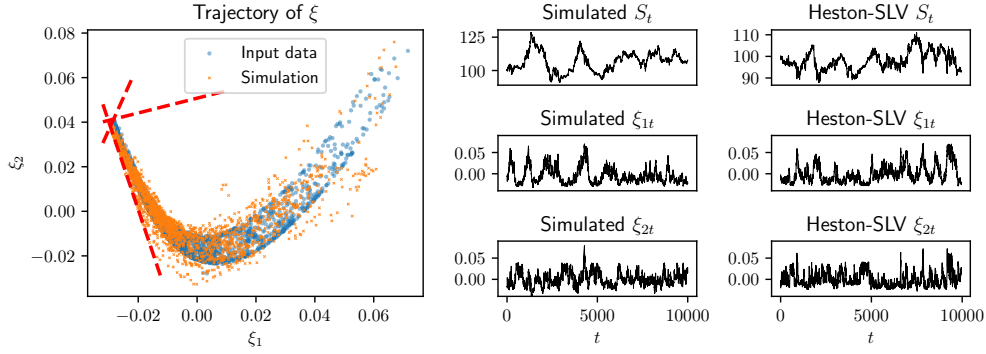 Trajectory of ξ
Input data
Simulation
0.08
0.06
0.04
0.02
0.00
−0.02
ξ2
−0.02
0.00
0.02
0.04
0.06
ξ1
Simulated St
125
100
Heston-SLV St
110
100
90
Simulated ξ1t
0.05
0.00
Heston-SLV ξ1t
0.05
0.00
Simulated ξ2t
0.05
0.00
0
5000
10000
t
Heston-SLV ξ2t
0.05
0.00
0
5000
10000
t